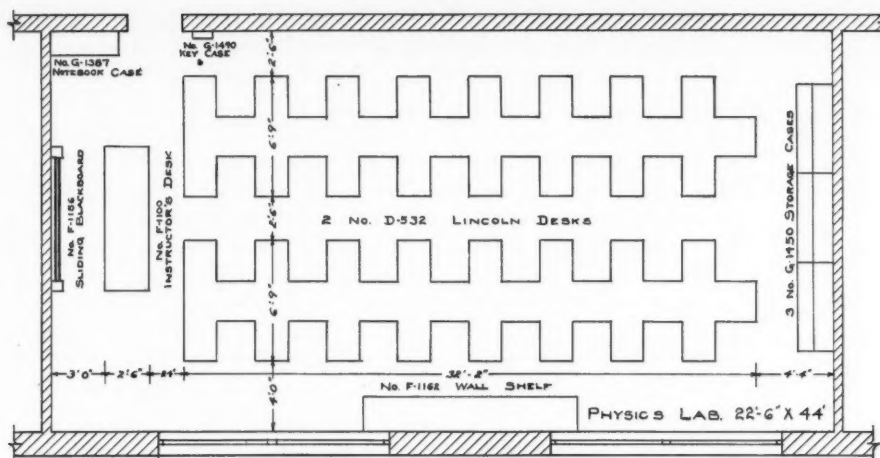 No. G-1387
NOTEBOOK CASE
No. G-1490
KEY CASE
2'-6"
6'-9"
2'-6"
6'-9"
4'-0"
No. F-1156
SLIDING BLACKBOARD
No. F-1100
INSTRUCTOR'S DESK
2 No. D-532 LINCOLN DESKS
3 No. G-1450 STORAGE CASES
3'-0"
2'-6"
24"
32'-2"
4'-4"
No. F-1162 WALL SHELF
PHYSICS LAB. 22'-6" X 44'